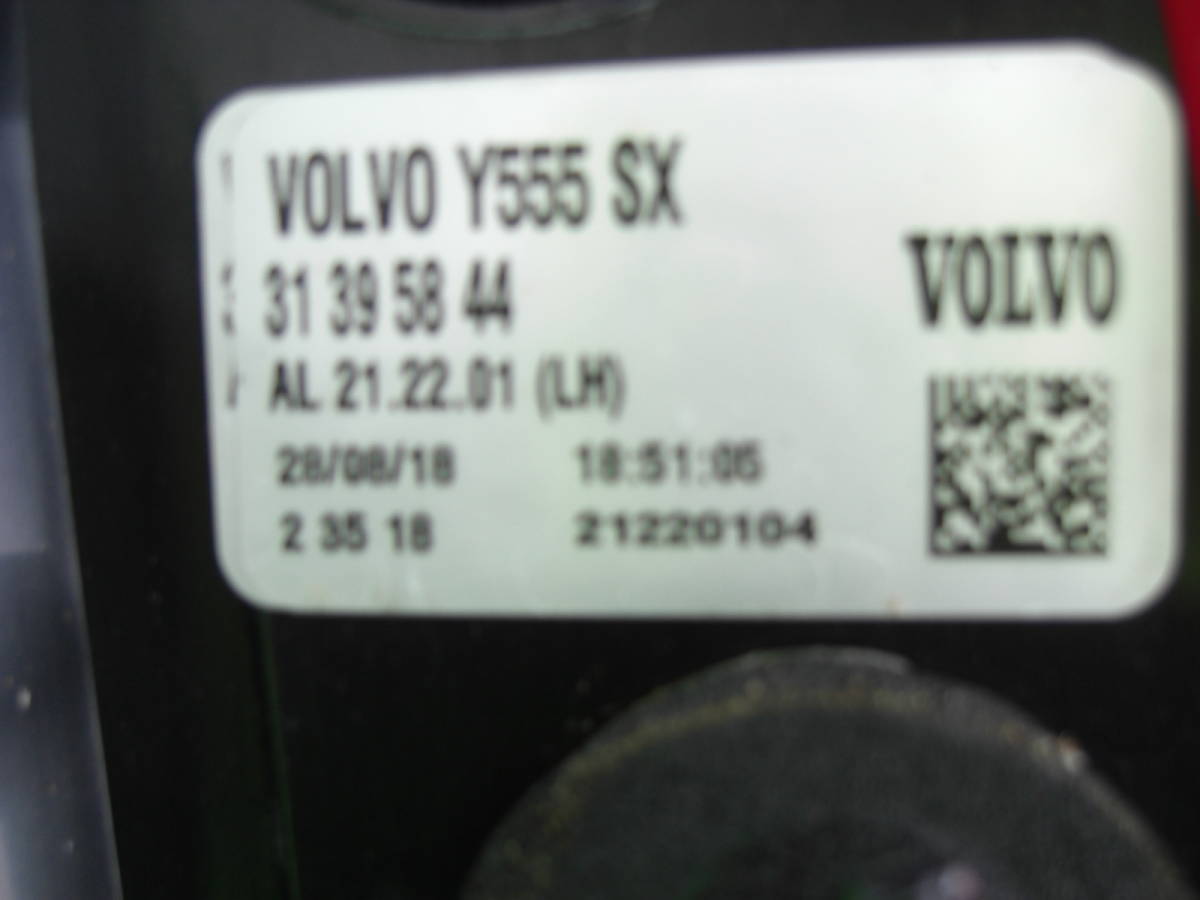 VOLVO Y555 SX
31 39 58 44
VOLVO
AL 21.22.01 (LH)
28/08/18 18:51:05
2 35 18 21220104